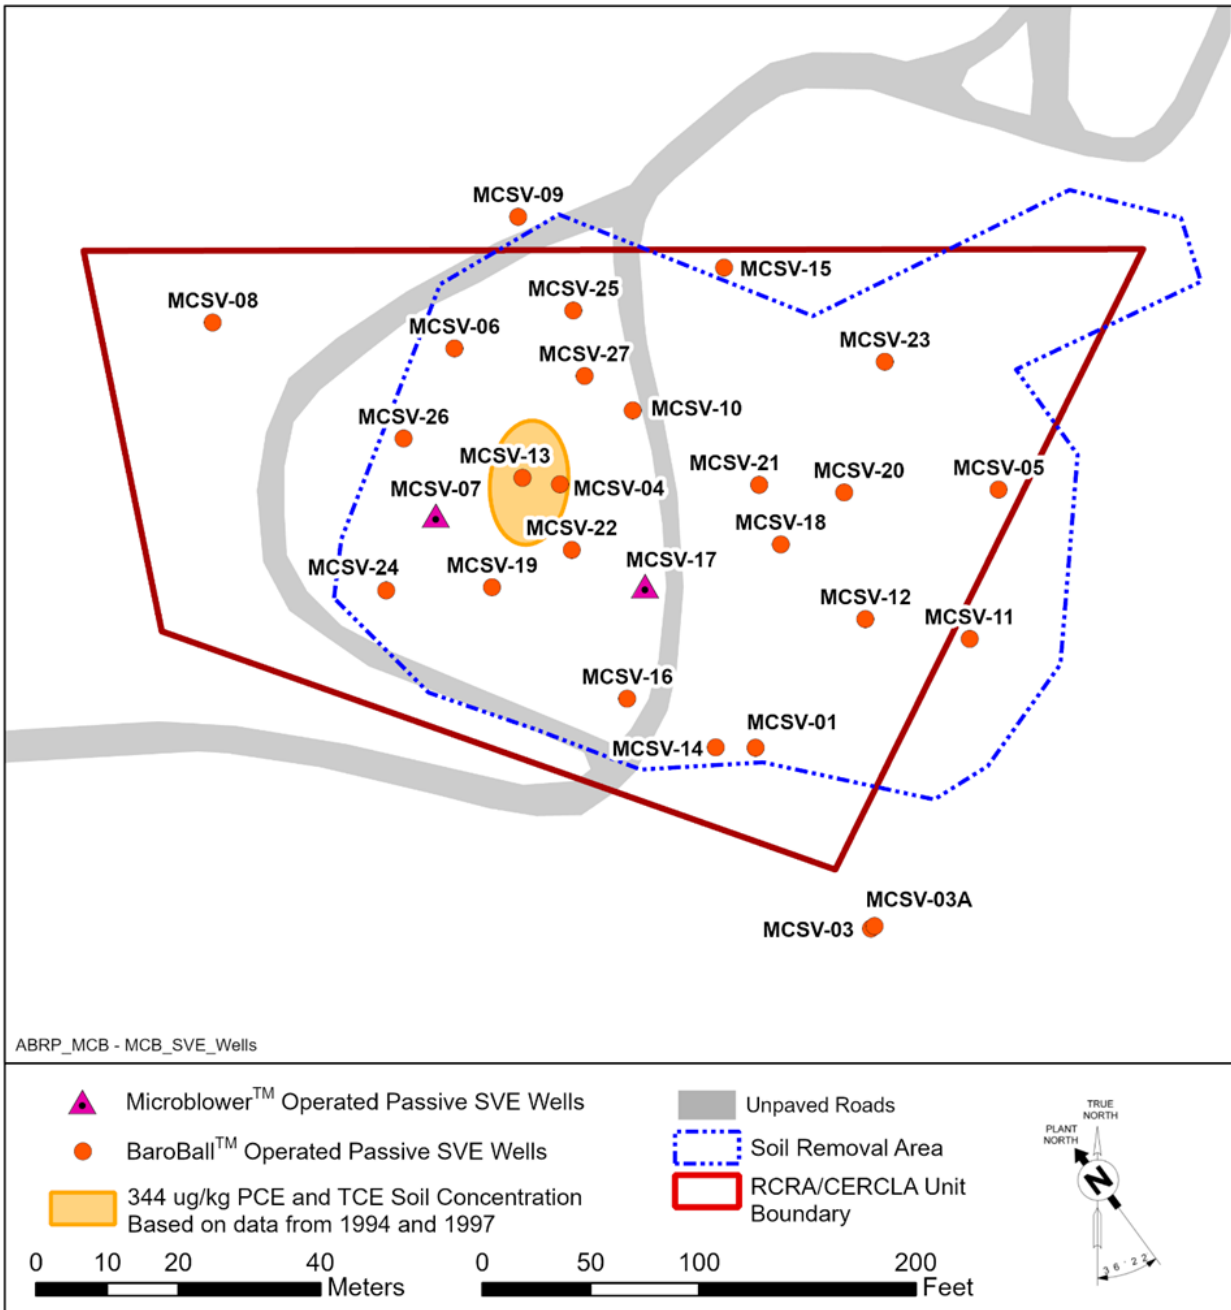 MCSV-09
MCSV-15
MCSV-08
MCSV-25
MCSV-06
MCSV-23
MCSV-27
MCSV-10
MCSV-26
MCSV-13
MCSV-21
MCSV-20
MCSV-05
MCSV-07
MCSV-04
MCSV-22
MCSV-18
MCSV-24
MCSV-19
MCSV-17
MCSV-12
MCSV-11
MCSV-16
MCSV-14
MCSV-01
MCSV-03A
MCSV-03
ABRP_MCB - MCB_SVE_Wells
Microblower™ Operated Passive SVE Wells
BaroBall™ Operated Passive SVE Wells
344 ug/kg PCE and TCE Soil Concentration
Based on data from 1994 and 1997
Unpaved Roads
Soil Removal Area
RCRA/CERCLA Unit
Boundary
TRUE
NORTH
PLANT
NORTH
N
36°22
0 10 20 40
Meters
0 50 100 200
Feet